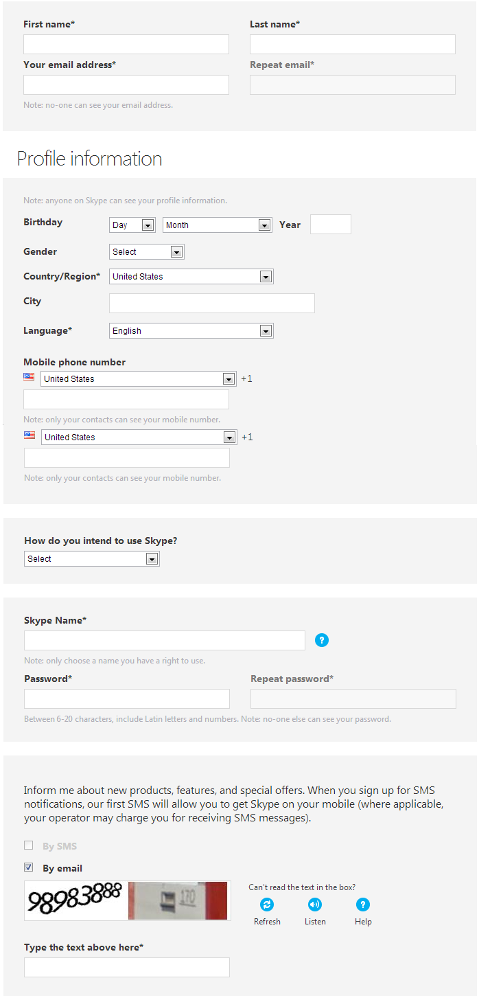 First name*
Last name*
Your email address*
Repeat email*
Note: no-one can see your email address.
Profile information
Note: anyone on Skype can see your profile information.
Birthday Day Month Year
Gender Select
Country/Region* United States
City
Language* English
Mobile phone number
United States +1
Note: only your contacts can see your mobile number.
United States +1
Note: only your contacts can see your mobile number.
How do you intend to use Skype?
Select
Skype Name*
?
Note: only choose a name you have a right to use.
Password*
Repeat password*
Between 6-20 characters, include Latin letters and numbers. Note: no-one else can see your password.
Inform me about new products, features, and special offers. When you sign up for SMS
notifications, our first SMS will allow you to get Skype on your mobile (where applicable,
your operator may charge you for receiving SMS messages).
By SMS
By email
98983888 170
Can't read the text in the box?
?
Refresh Listen Help
Type the text above here*